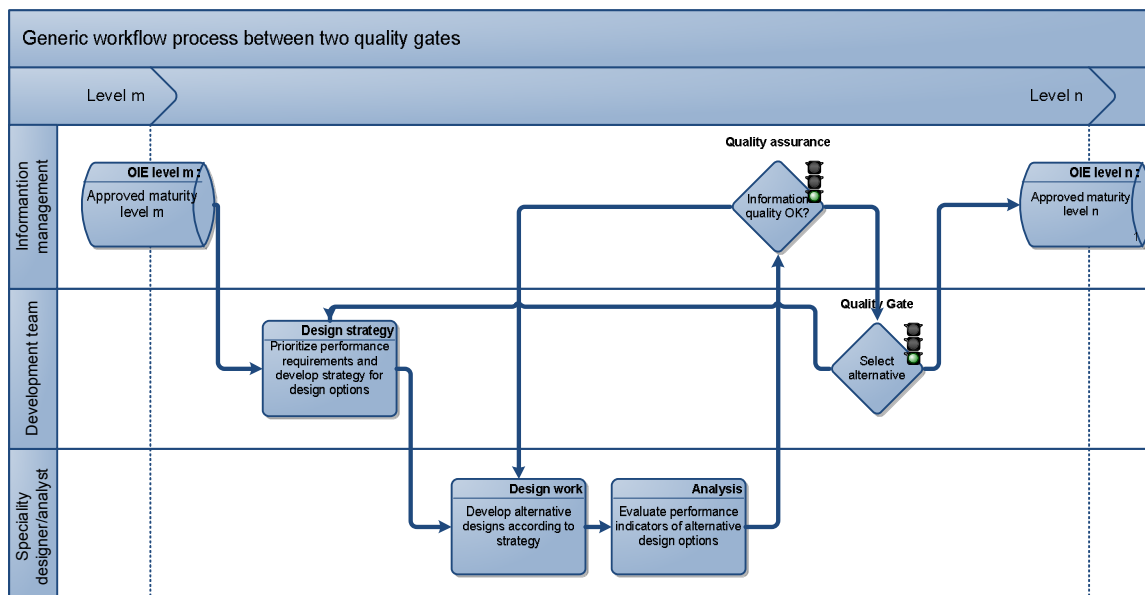 Generic workflow process between two quality gates
Level m
Level n
Informantion
management
OIE level m :
Approved maturity
level m
Quality assurance
Information
quality OK?
OIE level n :
Approved maturity
level n
1
Development team
Design strategy
Prioritize performance
requirements and
develop strategy for
design options
Quality Gate
Select
alternative
Speciality
designer/analyst
Design work
Develop alternative
designs according to
strategy
Analysis
Evaluate performance
indicators of alternative
design options